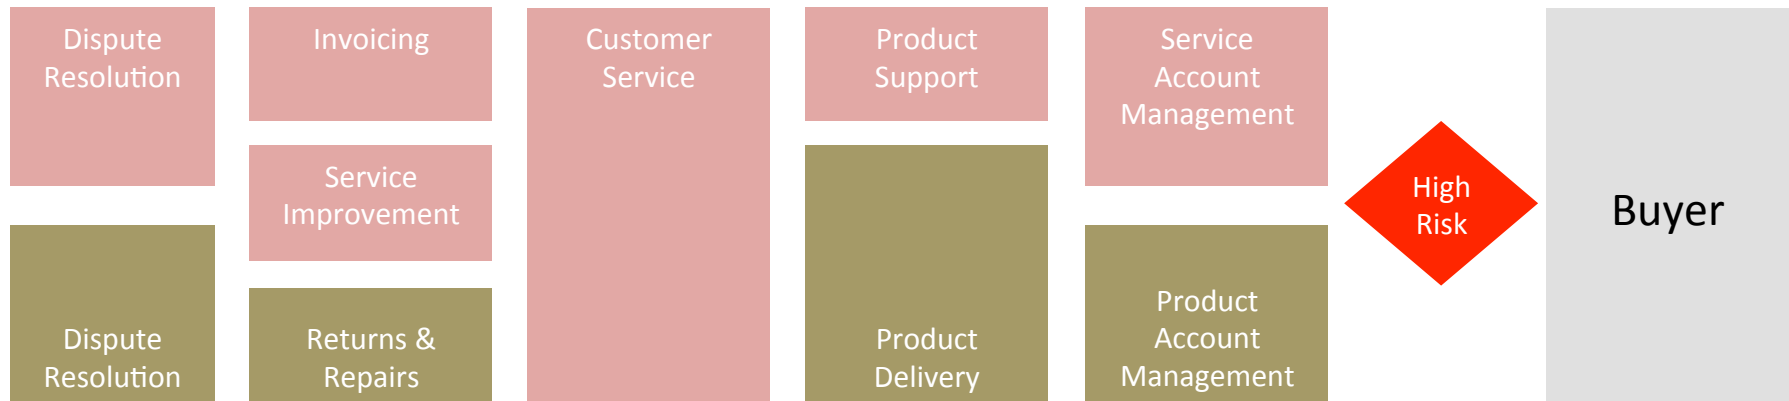 Dispute
Resolution
Invoicing
Service
Improvement
Customer
Service
Product
Support
Service
Account
Management
High
Risk
Buyer
Dispute
Resolution
Returns &
Repairs
Product
Delivery
Product
Account
Management